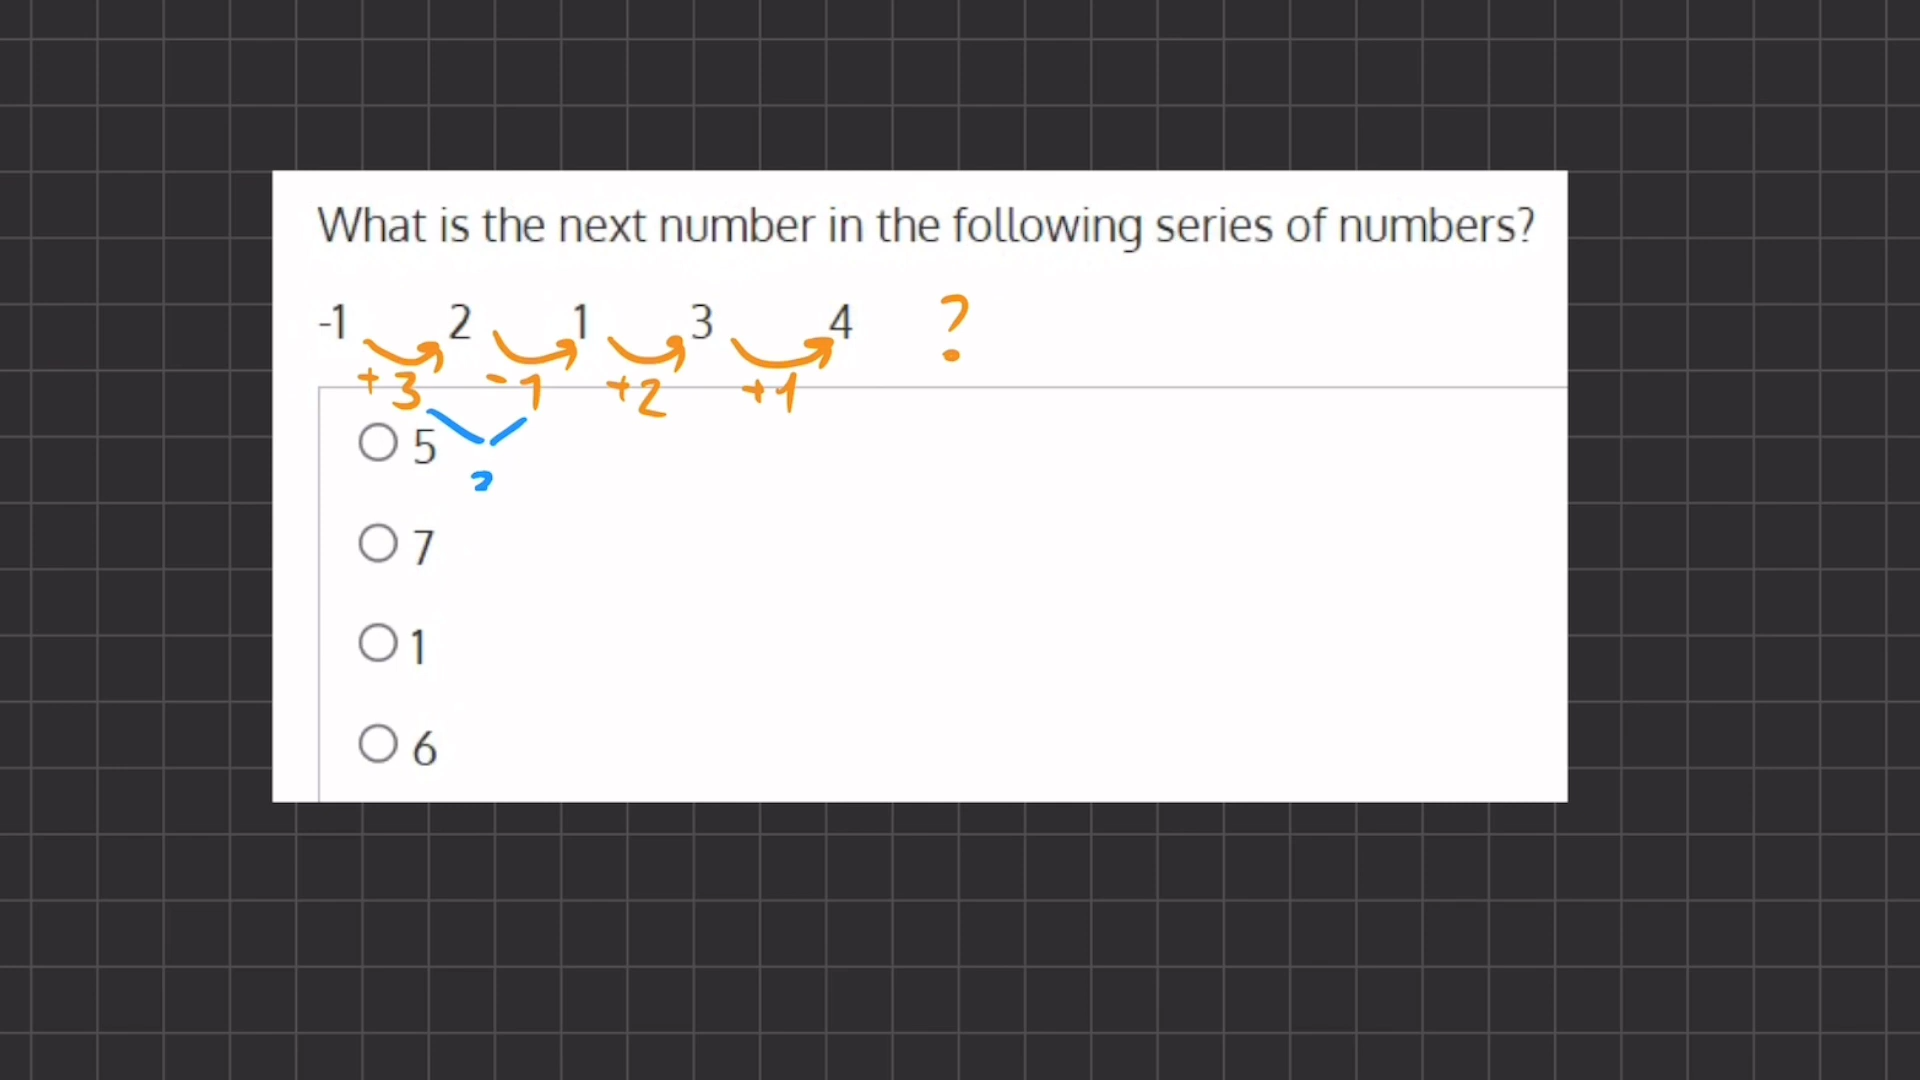 What is the next number in the following series of numbers?
-1 2 1 3 4 ?
+3 -1 +2 +1
5
2
7
1
6